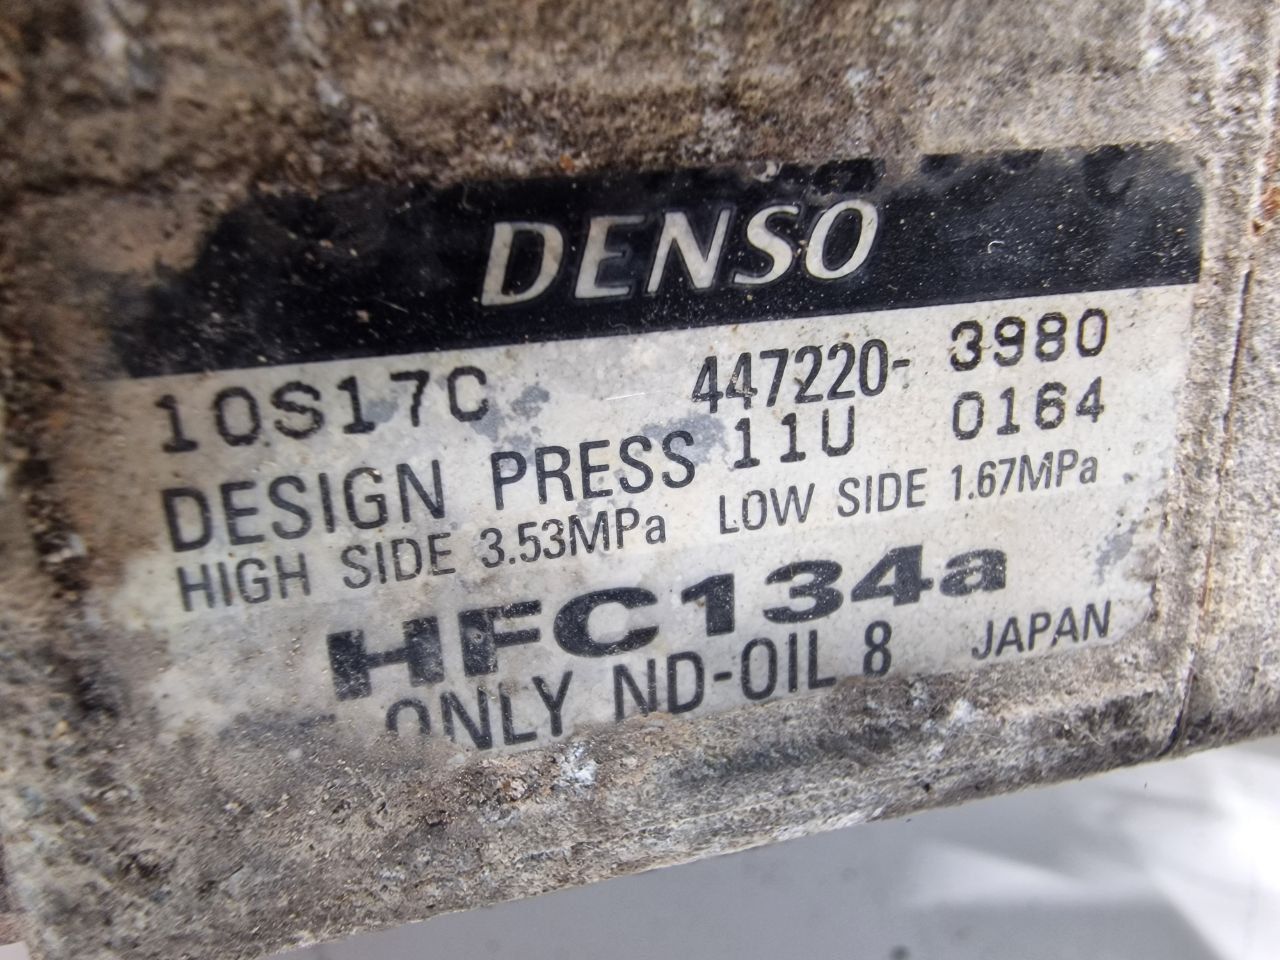 DENSO
10S17C 447220- 3980
DESIGN PRESS 11U 0164
HIGH SIDE 3.53MPa LOW SIDE 1.67MPa
HFC134a
ONLY ND-OIL 8 JAPAN